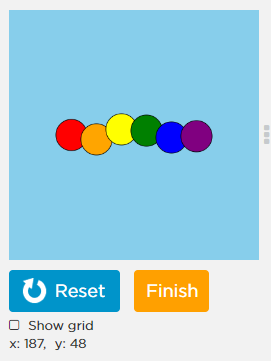 Reset
Finish
Show grid
x: 187, y: 48